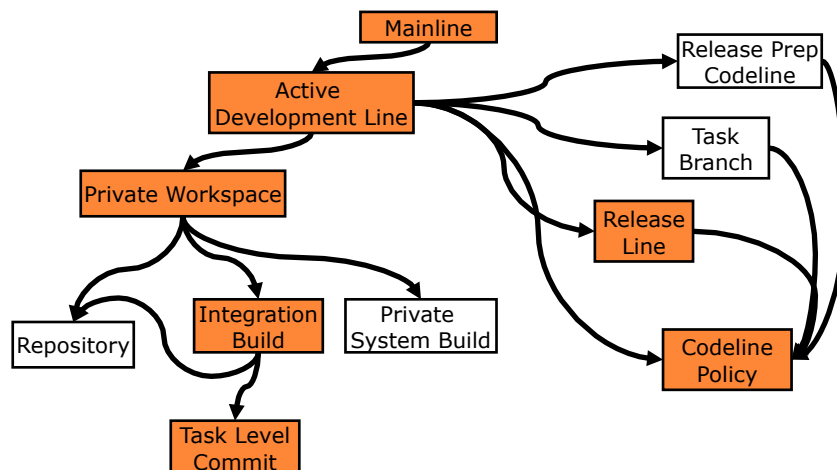 Mainline
Release Prep
Codeline
Active
Development Line
Task
Branch
Private Workspace
Release
Line
Repository
Integration
Build
Private
System Build
Codeline
Policy
Task Level
Commit